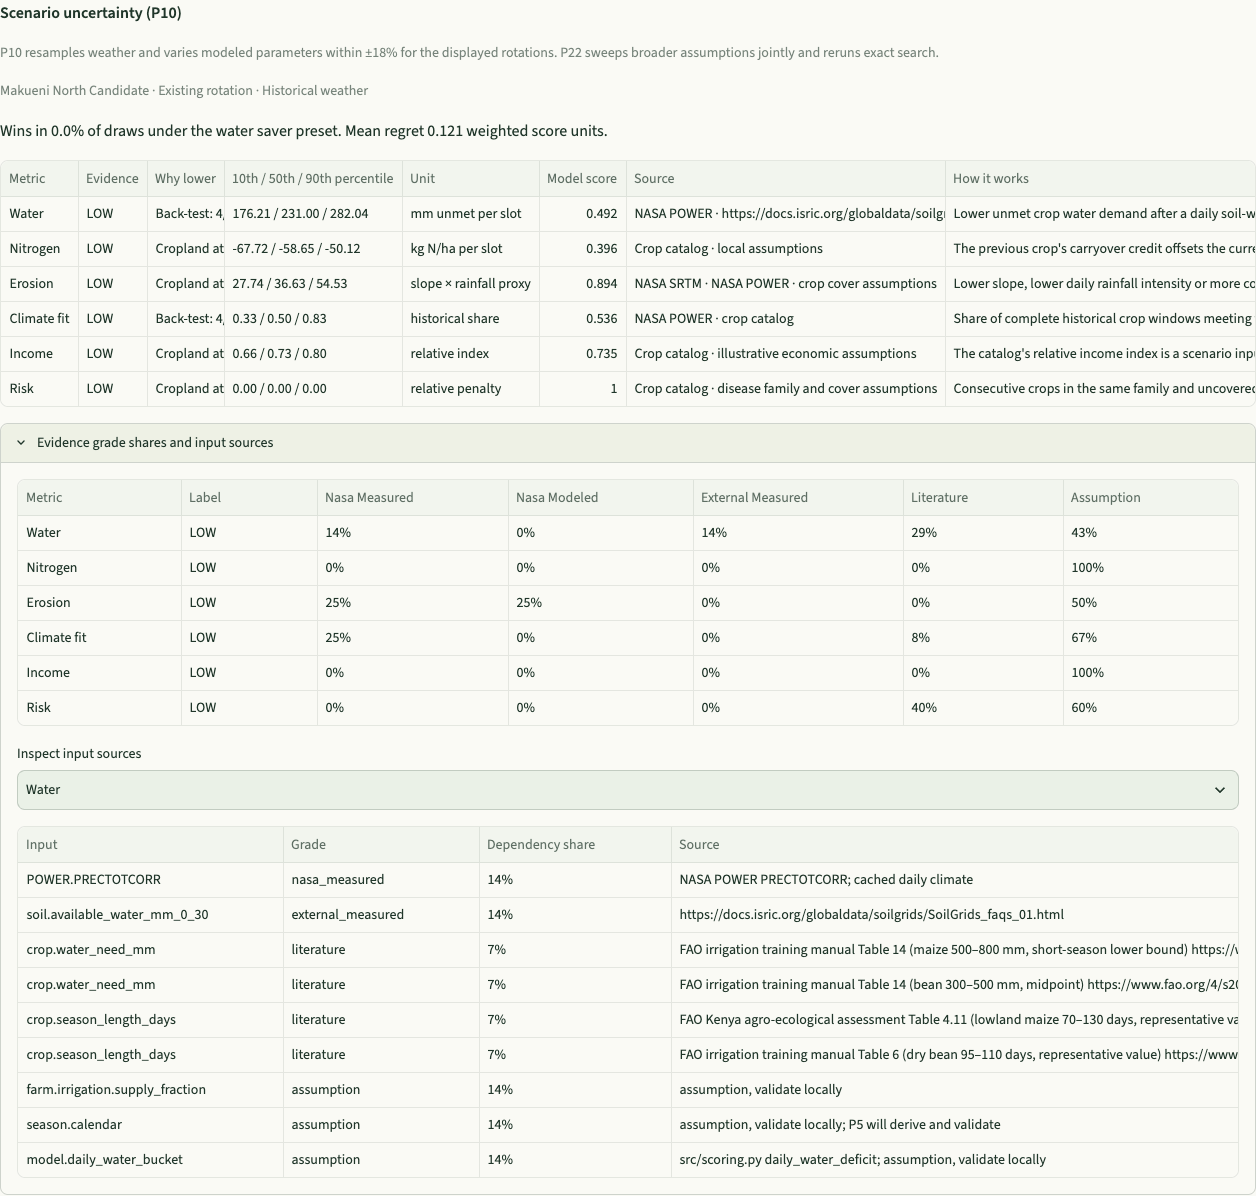 Scenario uncertainty (P10)
P10 resamples weather and varies modeled parameters within ±18% for the displayed rotations. P22 sweeps broader assumptions jointly and reruns exact search.
Makueni North Candidate · Existing rotation · Historical weather
Wins in 0.0% of draws under the water saver preset. Mean regret 0.121 weighted score units.
Metric Evidence Why lower 10th / 50th / 90th percentile Unit Model score Source How it works
Water LOW Back-test: 4, 176.21 / 231.00 / 282.04 mm unmet per slot 0.492 NASA POWER · https://docs.isric.org/globaldata/soilg Lower unmet crop water demand after a daily soil-w
Nitrogen LOW Cropland at -67.72 / -58.65 / -50.12 kg N/ha per slot 0.396 Crop catalog · local assumptions The previous crop's carryover credit offsets the curre
Erosion LOW Cropland at 27.74 / 36.63 / 54.53 slope × rainfall proxy 0.894 NASA SRTM · NASA POWER · crop cover assumptions Lower slope, lower daily rainfall intensity or more co
Climate fit LOW Back-test: 4, 0.33 / 0.50 / 0.83 historical share 0.536 NASA POWER · crop catalog Share of complete historical crop windows meeting
Income LOW Cropland at 0.66 / 0.73 / 0.80 relative index 0.735 Crop catalog · illustrative economic assumptions The catalog's relative income index is a scenario inpu
Risk LOW Cropland at 0.00 / 0.00 / 0.00 relative penalty 1 Crop catalog · disease family and cover assumptions Consecutive crops in the same family and uncovered
Evidence grade shares and input sources
Metric Label Nasa Measured Nasa Modeled External Measured Literature Assumption
Water LOW 14% 0% 14% 29% 43%
Nitrogen LOW 0% 0% 0% 0% 100%
Erosion LOW 25% 25% 0% 0% 50%
Climate fit LOW 25% 0% 0% 8% 67%
Income LOW 0% 0% 0% 0% 100%
Risk LOW 0% 0% 0% 40% 60%
Inspect input sources
Water
Input Grade Dependency share Source
POWER.PRECTOTCORR nasa_measured 14% NASA POWER PRECTOTCORR; cached daily climate
soil.available_water_mm_0_30 external_measured 14% https://docs.isric.org/globaldata/soilgrids/SoilGrids_faqs_01.html
crop.water_need_mm literature 7% FAO irrigation training manual Table 14 (maize 500–800 mm, short-season lower bound) https://w
crop.water_need_mm literature 7% FAO irrigation training manual Table 14 (bean 300–500 mm, midpoint) https://www.fao.org/4/s20
crop.season_length_days literature 7% FAO Kenya agro-ecological assessment Table 4.11 (lowland maize 70–130 days, representative va
crop.season_length_days literature 7% FAO irrigation training manual Table 6 (dry bean 95–110 days, representative value) https://www
farm.irrigation.supply_fraction assumption 14% assumption, validate locally
season.calendar assumption 14% assumption, validate locally; P5 will derive and validate
model.daily_water_bucket assumption 14% src/scoring.py daily_water_deficit; assumption, validate locally